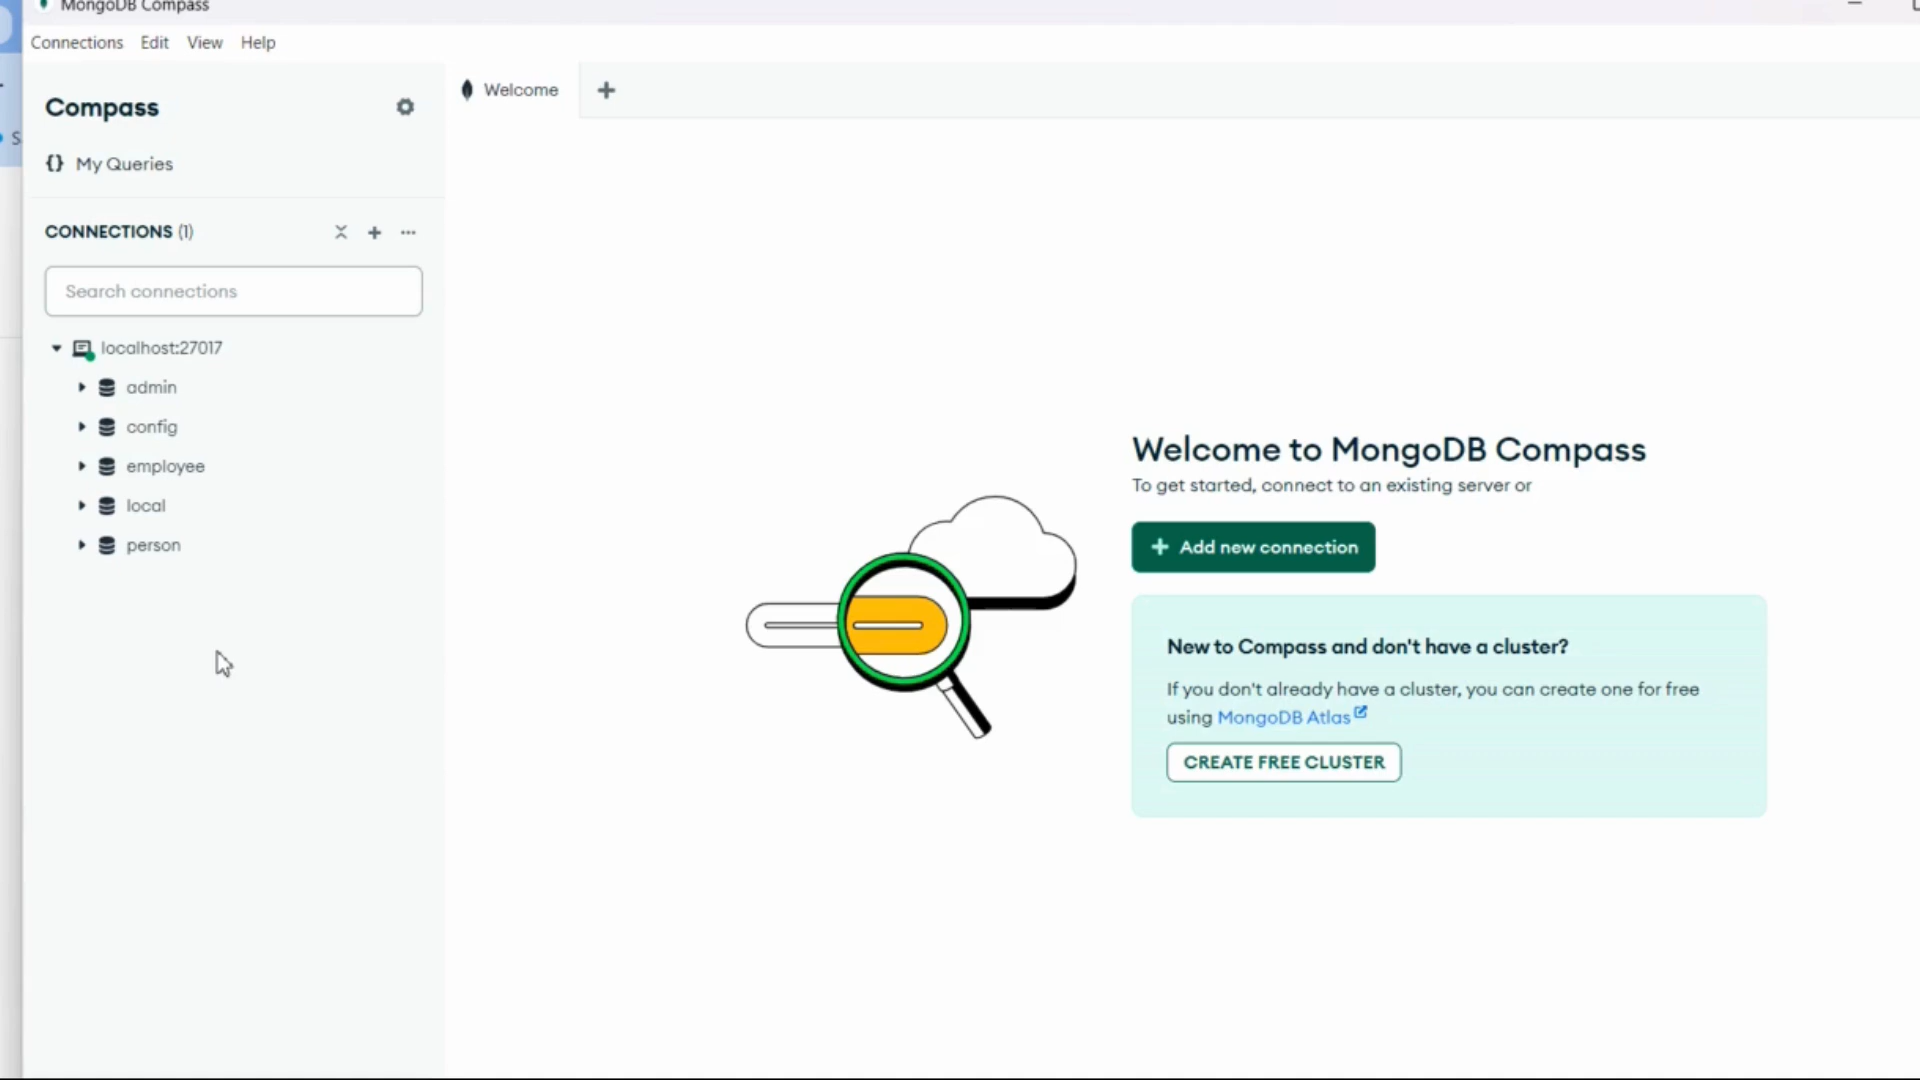 MongoDB Compass
Connections Edit View Help
Welcome
Compass
S
{} My Queries
CONNECTIONS (1)
Search connections
localhost:27017
admin
config
employee
local
person
Welcome to MongoDB Compass
To get started, connect to an existing server or
+ Add new connection
New to Compass and don't have a cluster?
If you don't already have a cluster, you can create one for free
using MongoDB Atlas
CREATE FREE CLUSTER